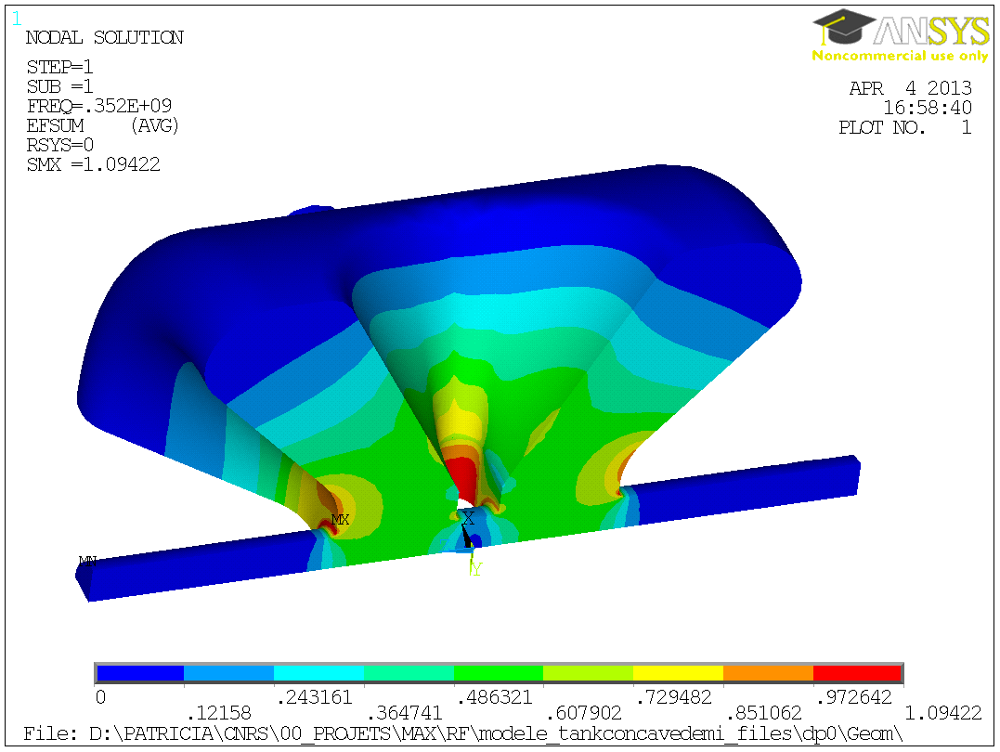 1
NODAL SOLUTION
STEP=1
SUB =1
FREQ=.352E+09
EFSUM (AVG)
RSYS=0
SMX =1.09422
ANSYS
Noncommercial use only
APR 4 2013
16:58:40
PLOT NO. 1
MX
X
MN
Y
0 .243161 .486321 .729482 .972642
.12158 .364741 .607902 .851062 1.09422
File: D:\PATRICIA\CNRS\00_PROJETS\MAX\RF\modele_tankconcavedemi_files\dp0\Geom\